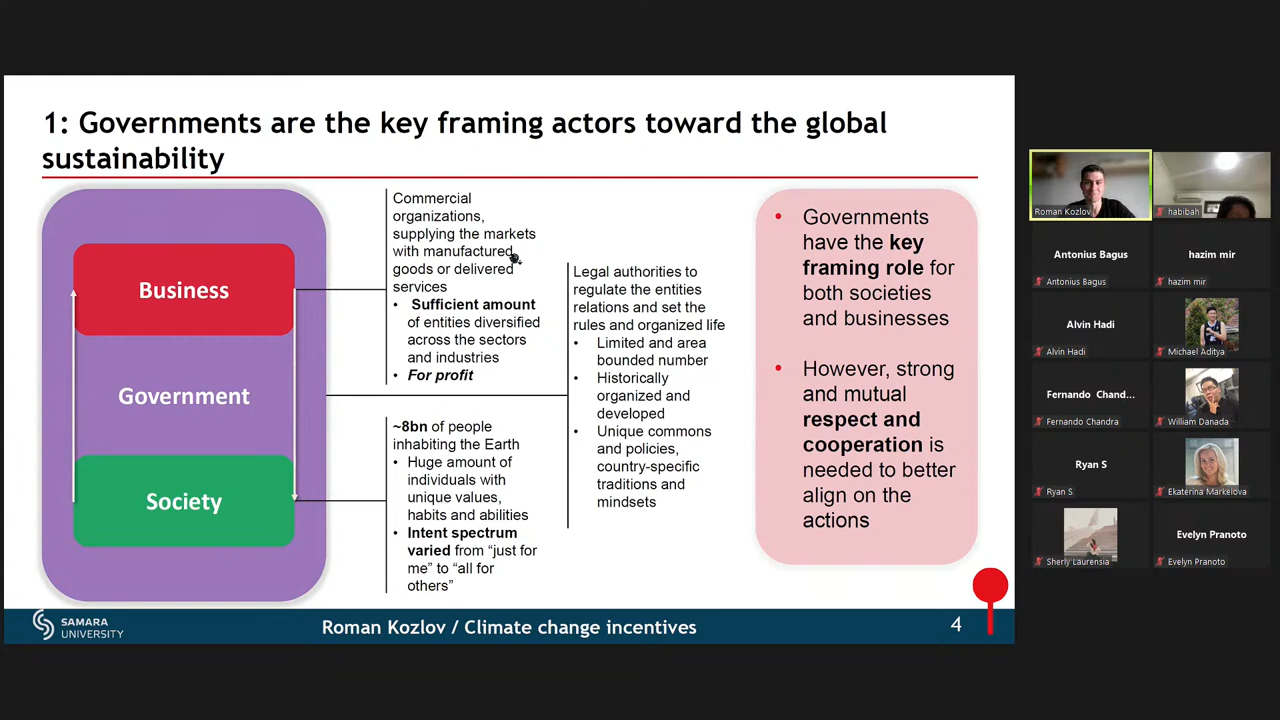 1: Governments are the key framing actors toward the global
sustainability
Business
Government
Society
Commercial
organizations,
supplying the markets
with manufactured
goods or delivered
services
• Sufficient amount
of entities diversified
across the sectors
and industries
• For profit
~8bn of people
inhabiting the Earth
• Huge amount of
individuals with
unique values,
habits and abilities
• Intent spectrum
varied from “just for
me” to “all for
others”
Legal authorities to
regulate the entities
relations and set the
rules and organized life
• Limited and area
bounded number
• Historically
organized and
developed
• Unique commons
and policies,
country-specific
traditions and
mindsets
• Governments
have the key
framing role for
both societies
and businesses
• However, strong
and mutual
respect and
cooperation is
needed to better
align on the
actions
SAMARA
UNIVERSITY
Roman Kozlov / Climate change incentives
4
Roman Kozlov
habibah
Antonius Bagus
Antonius Bagus
hazim mir
hazim mir
Alvin Hadi
Alvin Hadi
Michael Aditya
Fernando Chand...
Fernando Chandra
William Danada
Ryan S
Ryan S
Ekaterina Markelova
Sherly Laurensia
Evelyn Pranoto
Evelyn Pranoto